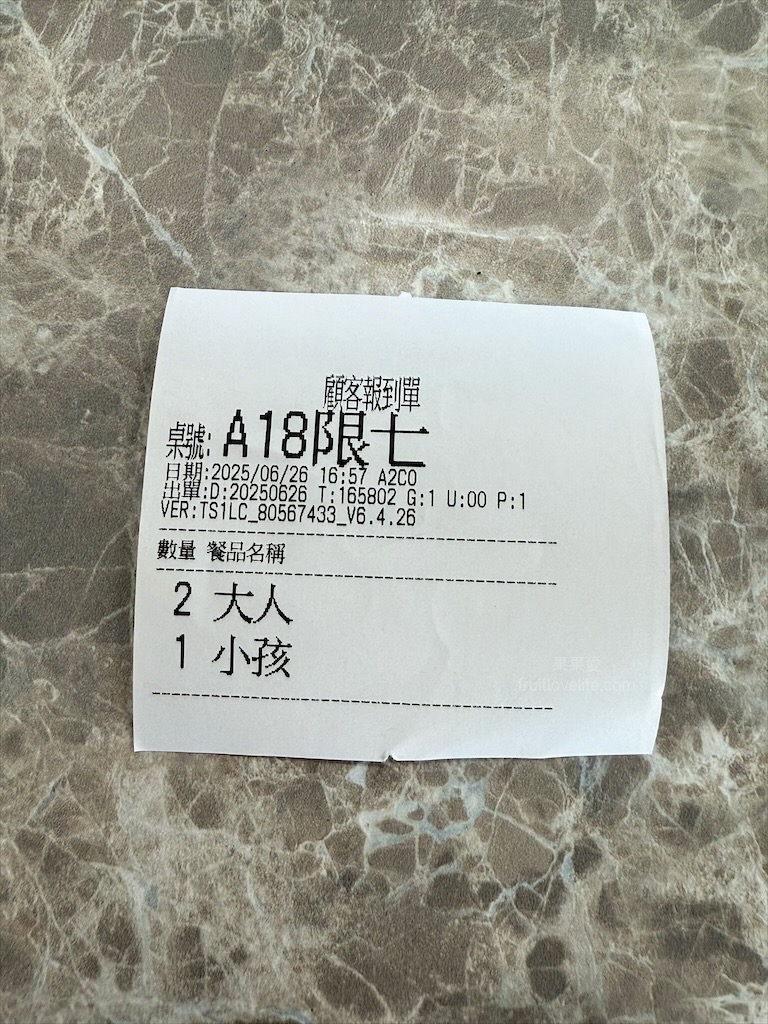 顧客報到單
桌號: A18限七
日期:2025/06/26 16:57 A2C0
出單:D:20250626 T:165802 G:1 U:00 P:1
VER:TS1LC_80567433_V6.4.26
數量 餐品名稱
2 大人
1 小孩
果果愛
fruitlovelife.com